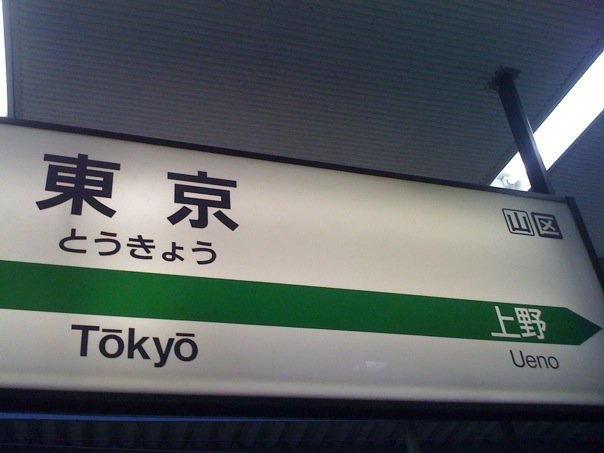 東京
とうきょう
山区
上野
Tōkyō
Ueno